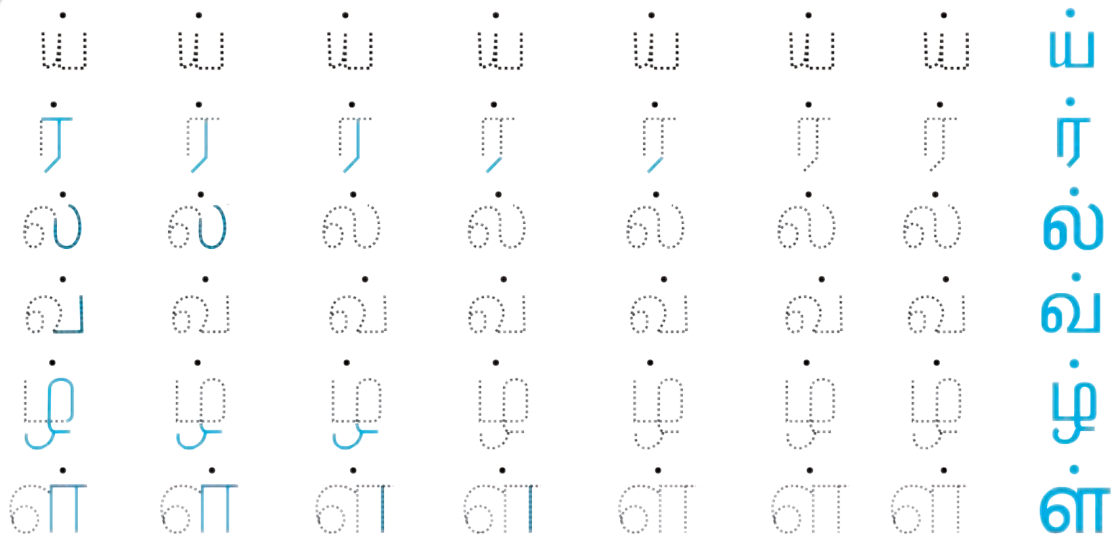 ய் ய் ய் ய் ய் ய் ய் ய்
ர் ர் ர் ர் ர் ர் ர் ர்
ல் ல் ல் ல் ல் ல் ல் ல்
வ் வ் வ் வ் வ் வ் வ் வ்
ழ் ழ் ழ் ழ் ழ் ழ் ழ் ழ்
ள் ள் ள் ள் ள் ள் ள் ள்